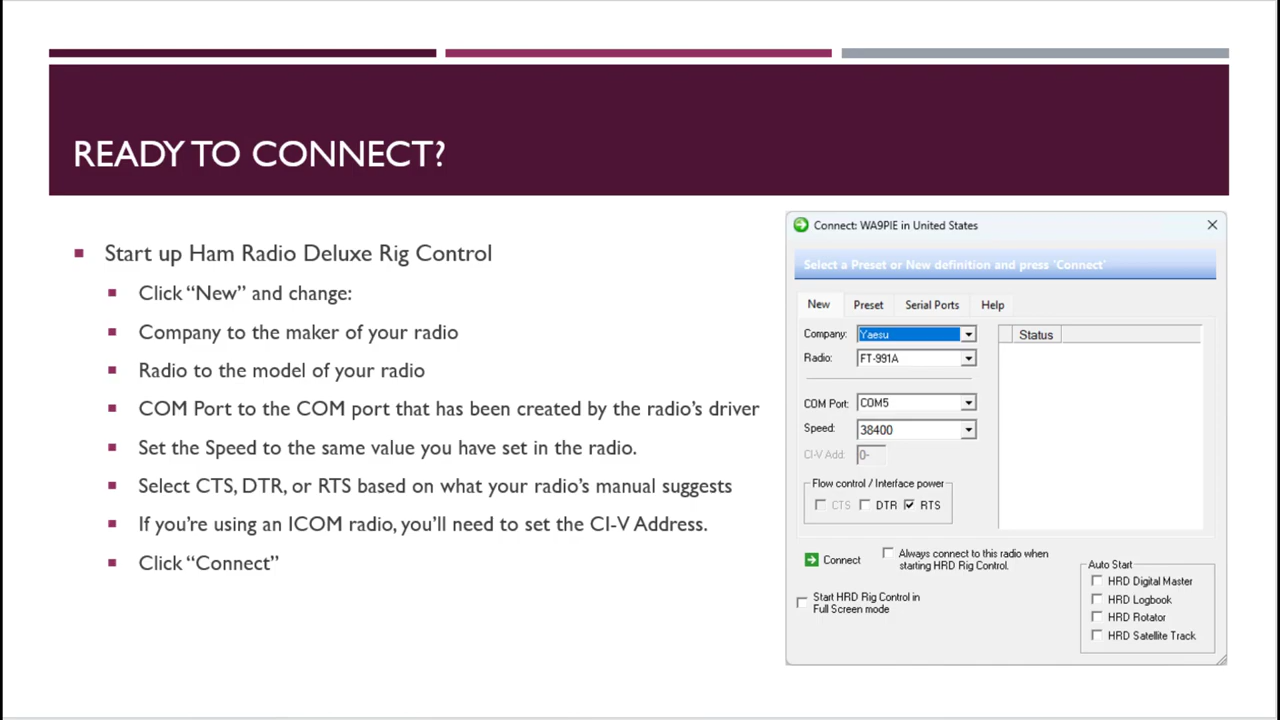 READY TO CONNECT?
Start up Ham Radio Deluxe Rig Control
Click “New” and change:
Company to the maker of your radio
Radio to the model of your radio
COM Port to the COM port that has been created by the radio’s driver
Set the Speed to the same value you have set in the radio.
Select CTS, DTR, or RTS based on what your radio’s manual suggests
If you’re using an ICOM radio, you’ll need to set the CI-V Address.
Click “Connect”
Connect: WA9PIE in United States
Select a Preset or New definition and press 'Connect'
New Preset Serial Ports Help
Company: Yaesu
Radio: FT-991A
COM Port: COM5
Speed: 38400
CI-V Add: 0-
Flow control / Interface power
CTS DTR RTS
Status
Connect
Always connect to this radio when
starting HRD Rig Control.
Start HRD Rig Control in
Full Screen mode
Auto Start
HRD Digital Master
HRD Logbook
HRD Rotator
HRD Satellite Track